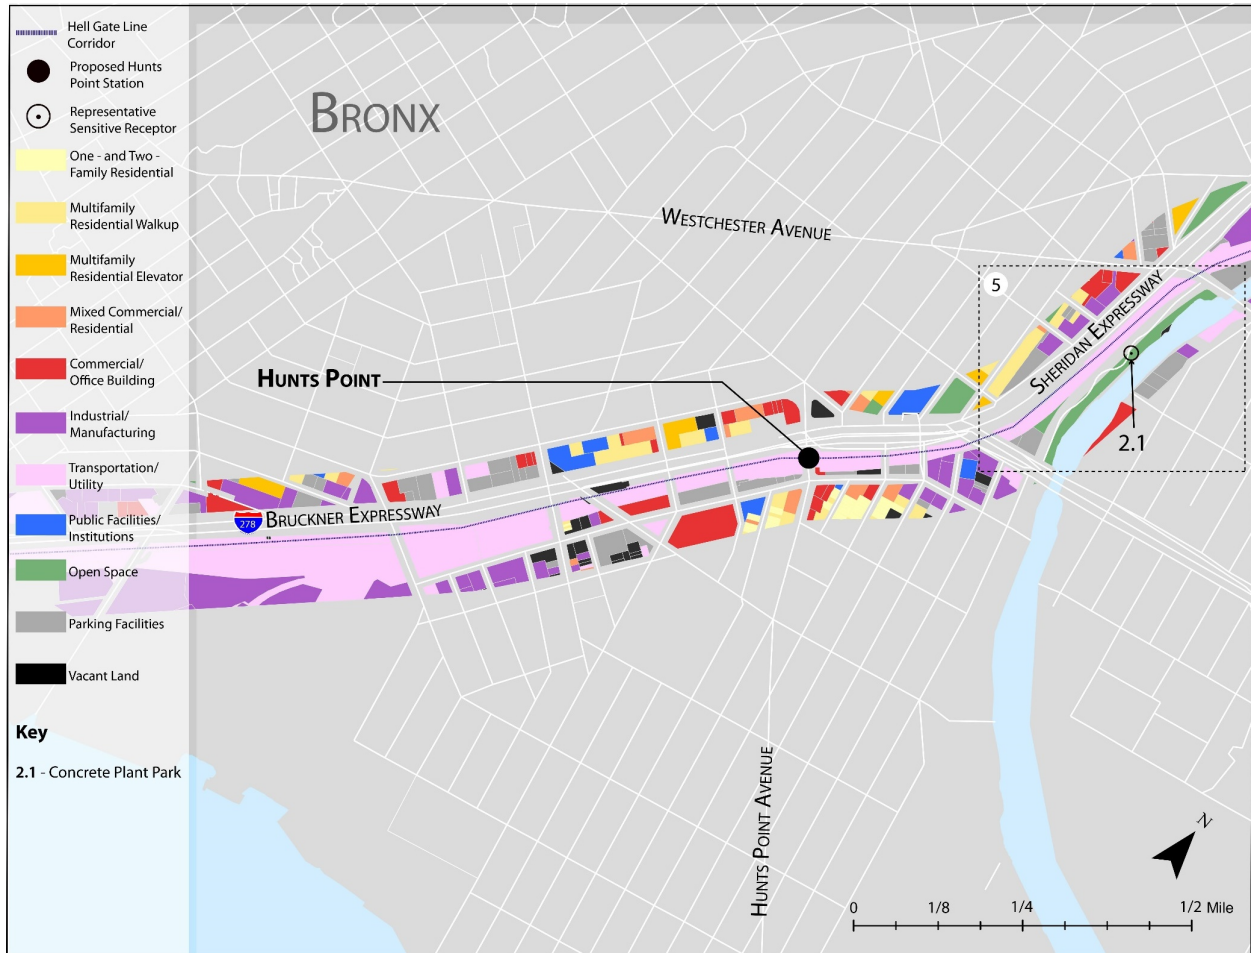 Hell Gate Line
Corridor
Proposed Hunts
Point Station
Representative
Sensitive Receptor
One - and Two -
Family Residential
Multifamily
Residential Walkup
Multifamily
Residential Elevator
Mixed Commercial/
Residential
Commercial/
Office Building
Industrial/
Manufacturing
Transportation/
Utility
Public Facilities/
Institutions
Open Space
Parking Facilities
Vacant Land
Key
2.1 - Concrete Plant Park
BRONX
WESTCHESTER AVENUE
5
SHERIDAN EXPRESSWAY
HUNTS POINT
2.1
278
BRUCKNER EXPRESSWAY
HUNTS POINT AVENUE
N
0 1/8 1/4 1/2 Mile